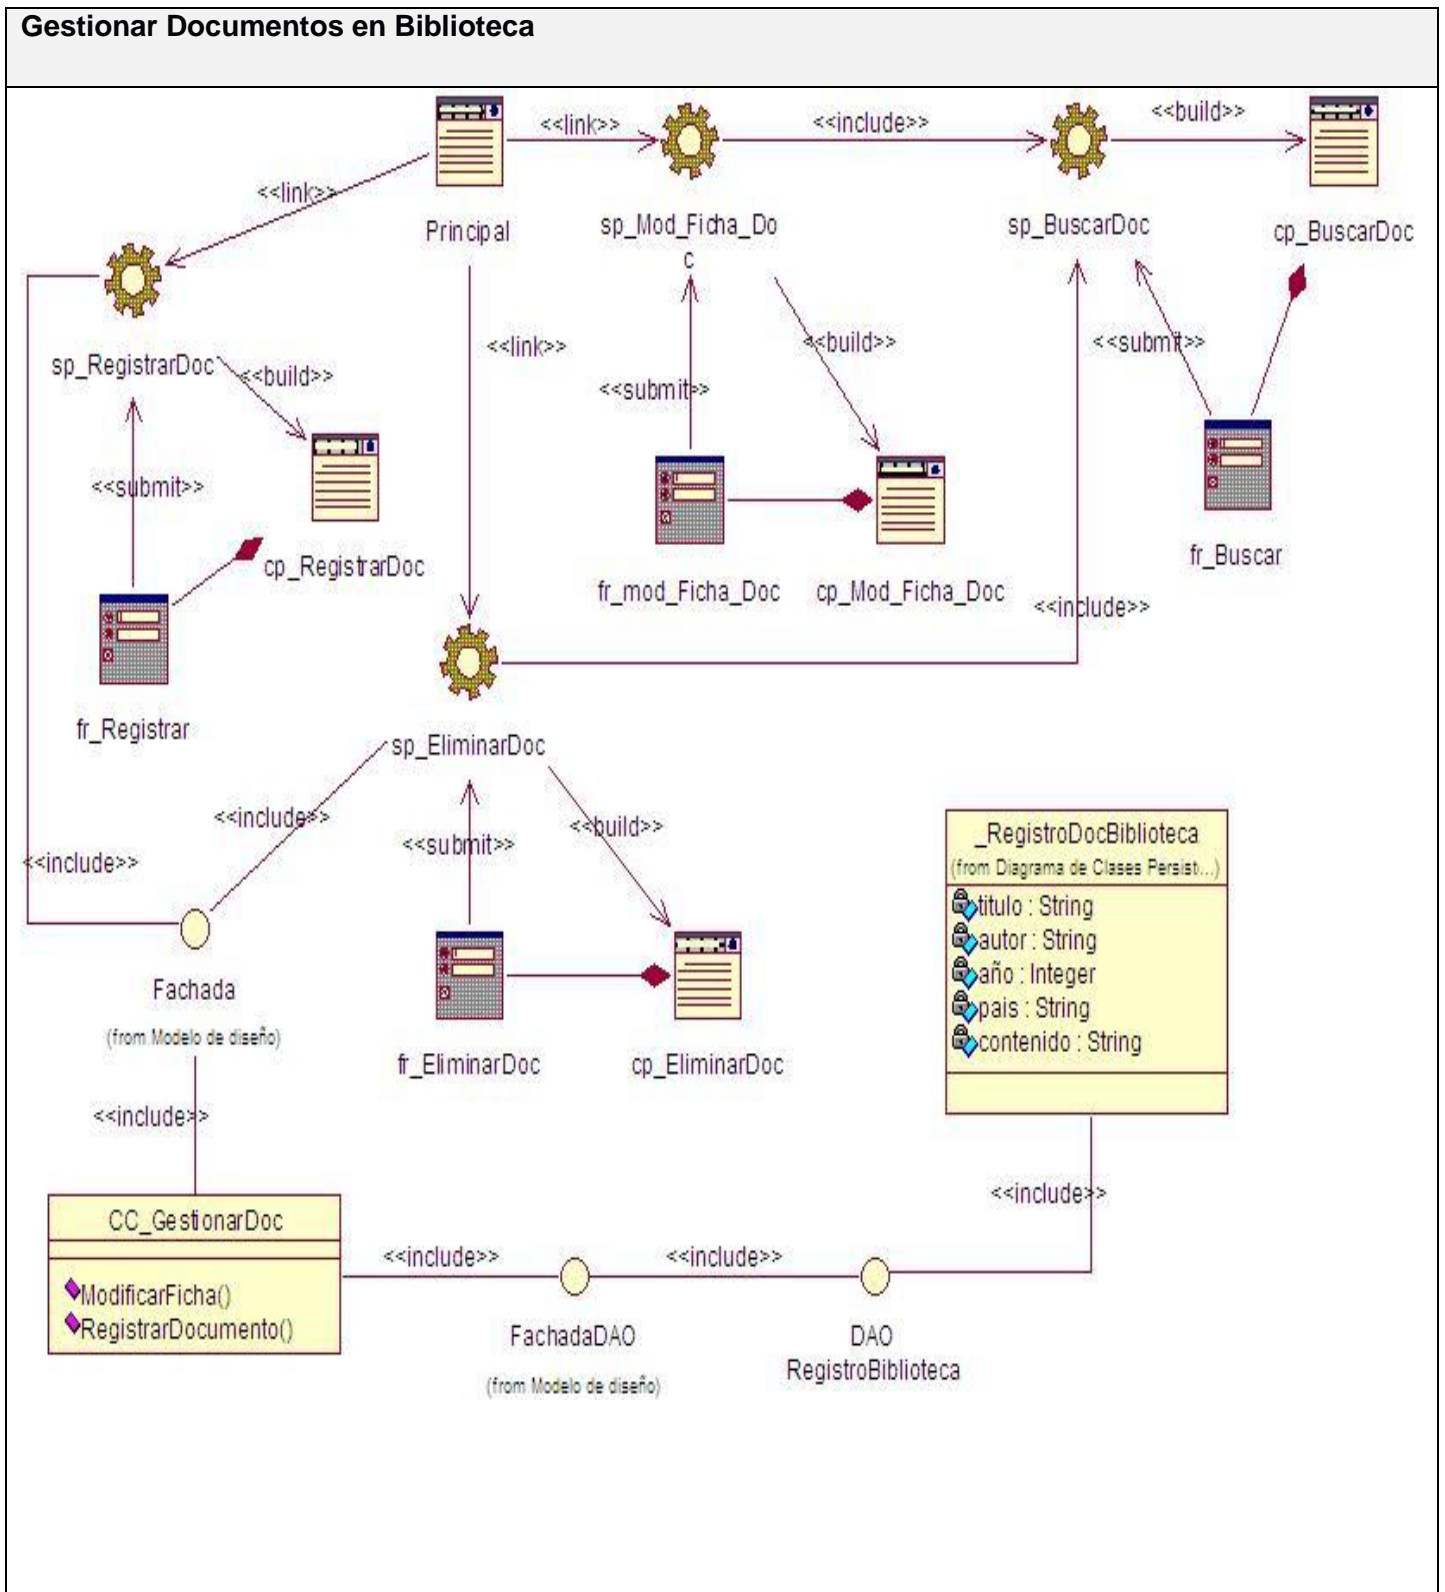 Gestionar Documentos en Biblioteca
<<link>>
<<include>>
<<build>>
<<link>>
Principal
sp_Mod_Ficha_Do
c
sp_BuscarDoc
cp_BuscarDoc
sp_RegistrarDoc
<<build>>
<<link>>
<<build>>
<<submit>>
<<submit>>
<<submit>>
cp_RegistrarDoc
fr_mod_Ficha_Doc
cp_Mod_Ficha_Doc
fr_Buscar
<<include>>
fr_Registrar
sp_EliminarDoc
<<include>>
<<submit>>
<<build>>
<<include>>
_RegistroDocBiblioteca
(from Diagrama de Clases Persist...)
titulo : String
autor : String
año : Integer
pais : String
contenido : String
Fachada
(from Modelo de diseño)
fr_EliminarDoc
cp_EliminarDoc
<<include>>
<<include>>
CC_GestionarDoc
ModificarFicha()
RegistrarDocumento()
<<include>>
<<include>>
FachadaDAO
(from Modelo de diseño)
DAO
RegistroBiblioteca